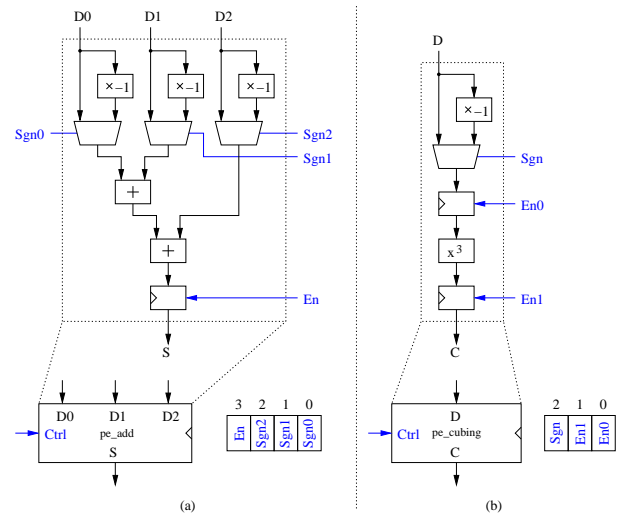 D0 D1 D2
D
×−1 ×−1 ×−1
×−1
Sgn0 Sgn2
Sgn1 Sgn
+
En0
+
x³
En En1
S C
D0 D1 D2
3 2 1 0
D
2 1 0
Ctrl pe_add
En Sgn2 Sgn1 Sgn0
Ctrl pe_cubing
Sgn En1 En0
S C
(a) (b)